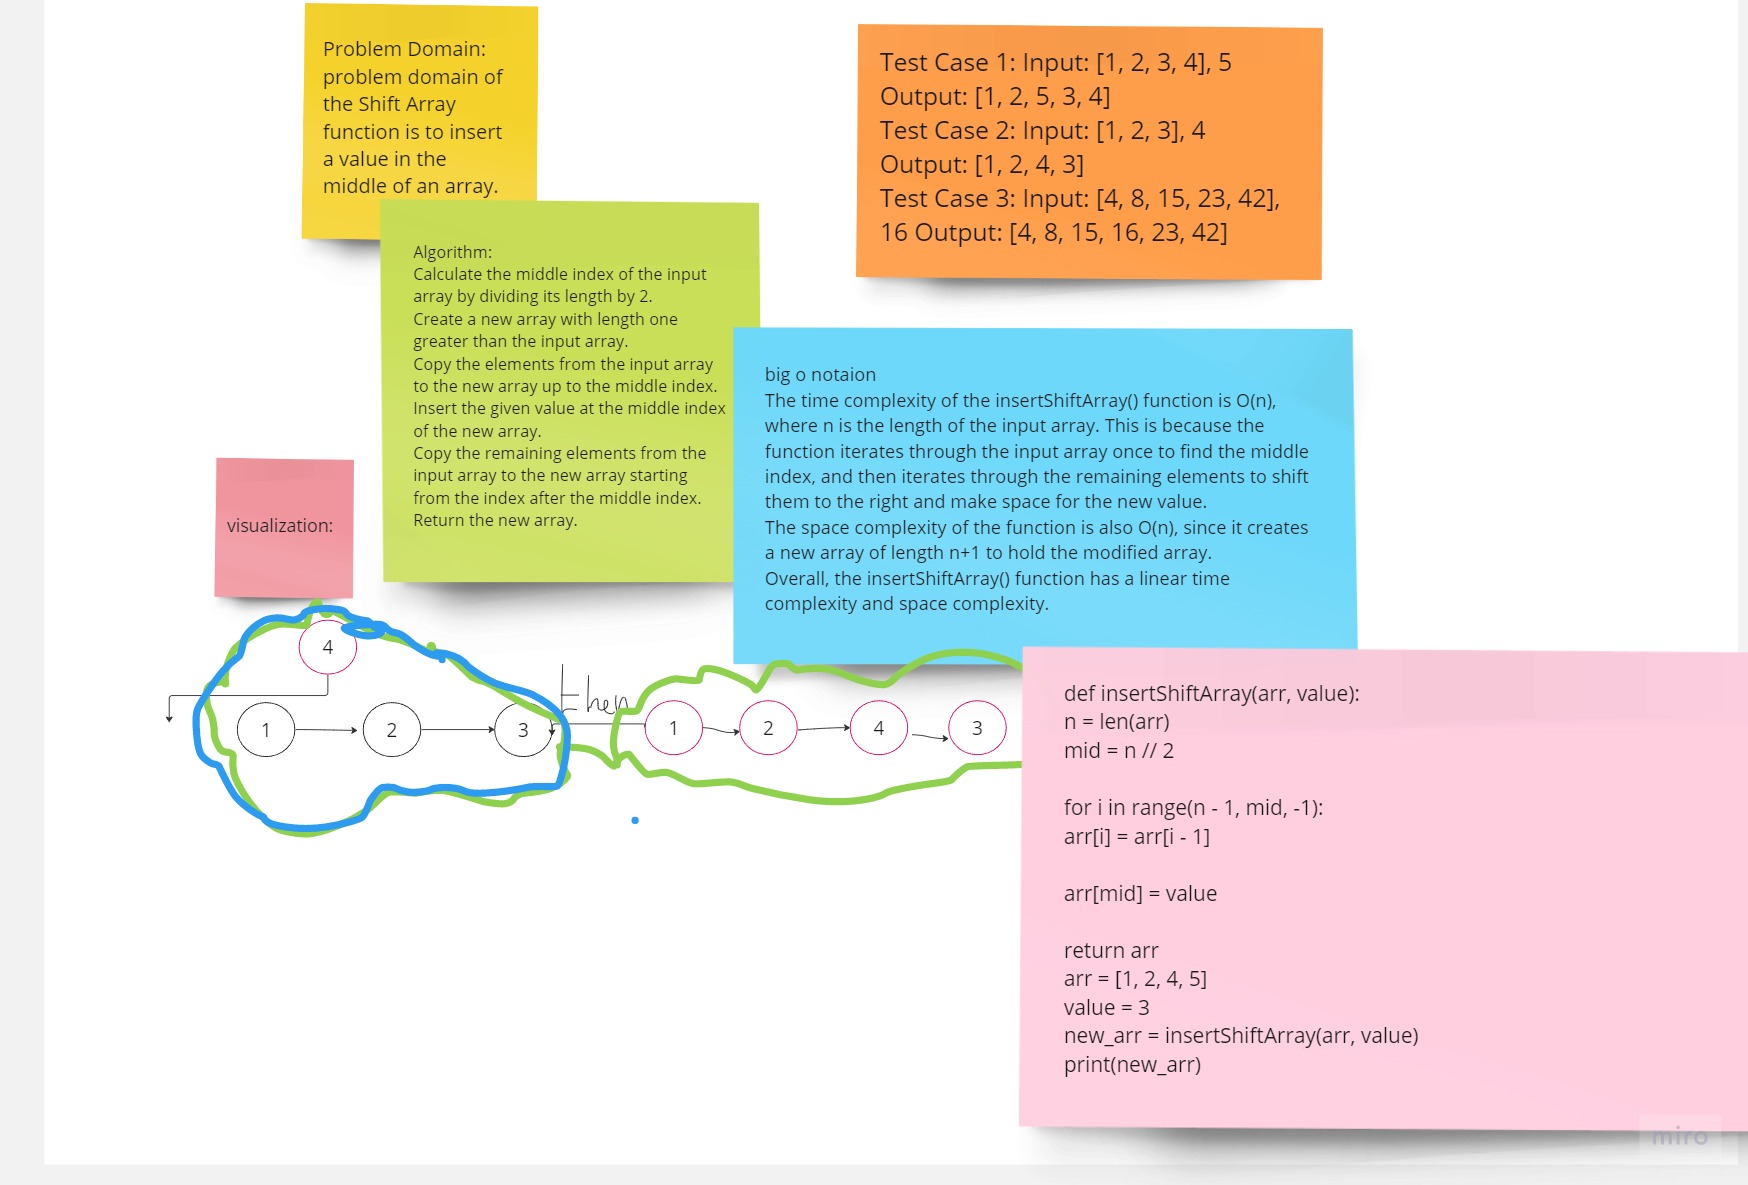 Problem Domain:
problem domain of
the Shift Array
function is to insert
a value in the
middle of an array.
Test Case 1: Input: [1, 2, 3, 4], 5
Output: [1, 2, 5, 3, 4]
Test Case 2: Input: [1, 2, 3], 4
Output: [1, 2, 4, 3]
Test Case 3: Input: [4, 8, 15, 23, 42],
16 Output: [4, 8, 15, 16, 23, 42]
Algorithm:
Calculate the middle index of the input
array by dividing its length by 2.
Create a new array with length one
greater than the input array.
Copy the elements from the input array
to the new array up to the middle index.
Insert the given value at the middle index
of the new array.
Copy the remaining elements from the
input array to the new array starting
from the index after the middle index.
Return the new array.
big o notaion
The time complexity of the insertShiftArray() function is O(n),
where n is the length of the input array. This is because the
function iterates through the input array once to find the middle
index, and then iterates through the remaining elements to shift
them to the right and make space for the new value.
The space complexity of the function is also O(n), since it creates
a new array of length n+1 to hold the modified array.
Overall, the insertShiftArray() function has a linear time
complexity and space complexity.
visualization:
4
1 2 3
then
1 2 4 3
def insertShiftArray(arr, value):
n = len(arr)
mid = n // 2
for i in range(n - 1, mid, -1):
arr[i] = arr[i - 1]
arr[mid] = value
return arr
arr = [1, 2, 4, 5]
value = 3
new_arr = insertShiftArray(arr, value)
print(new_arr)
miro